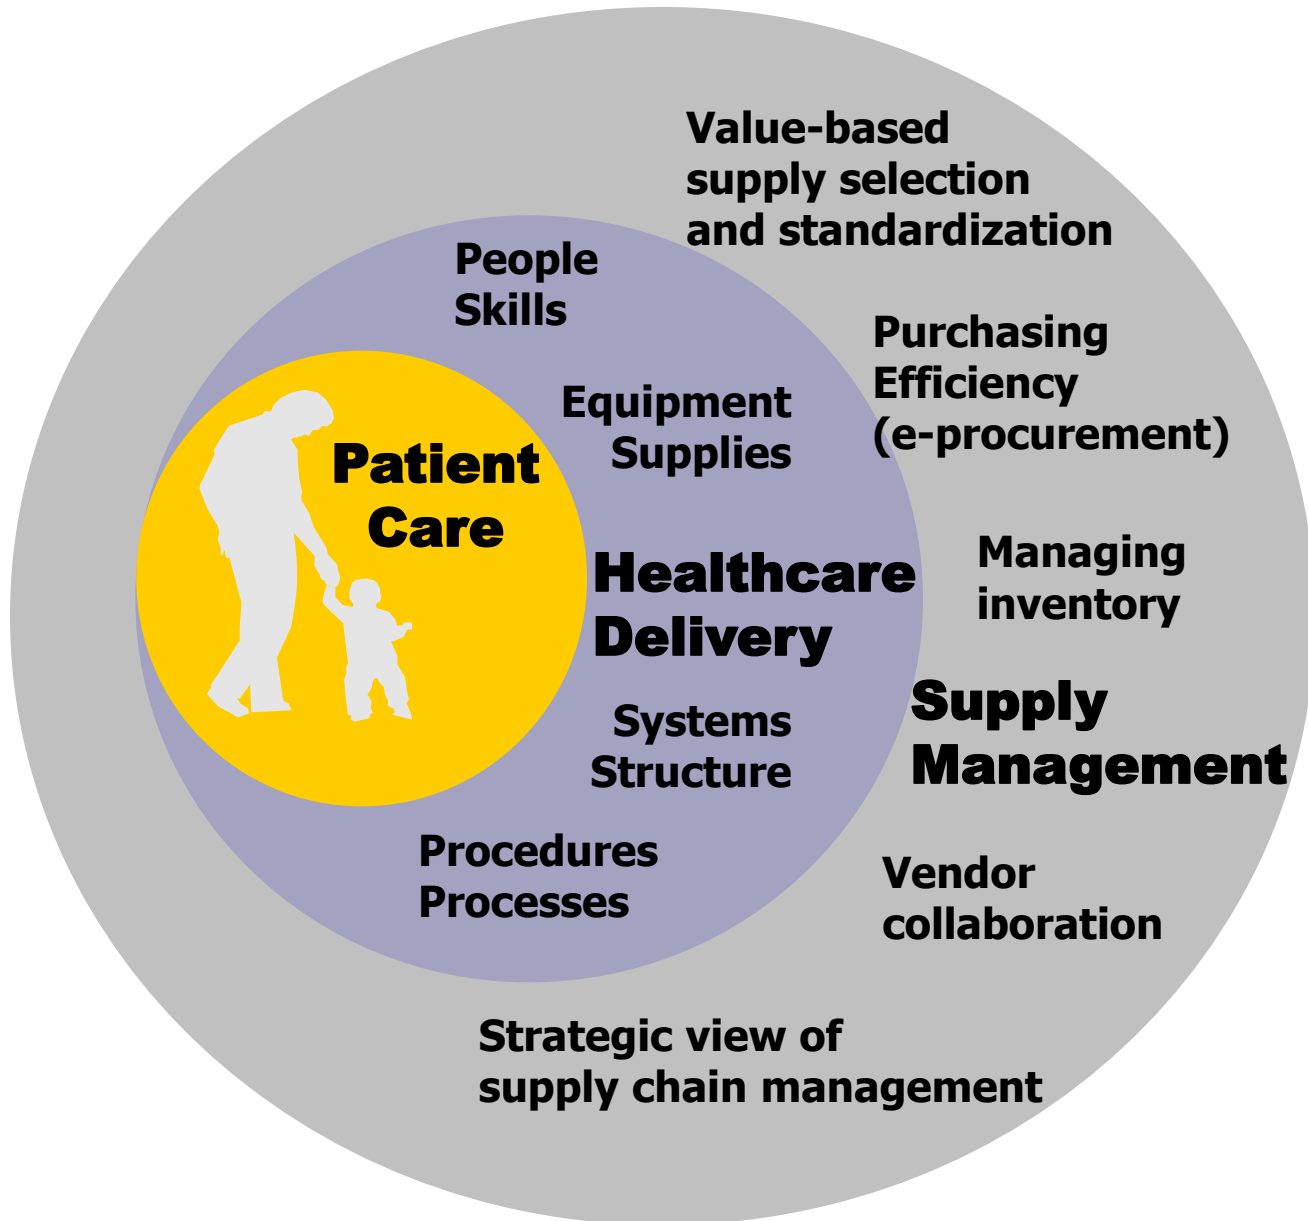 Value-based
supply selection
and standardization
People
Skills
Purchasing
Efficiency
(e-procurement)
Equipment
Supplies
Patient
Care
Managing
inventory
Healthcare
Delivery
Supply
Management
Systems
Structure
Procedures
Processes
Vendor
collaboration
Strategic view of
supply chain management